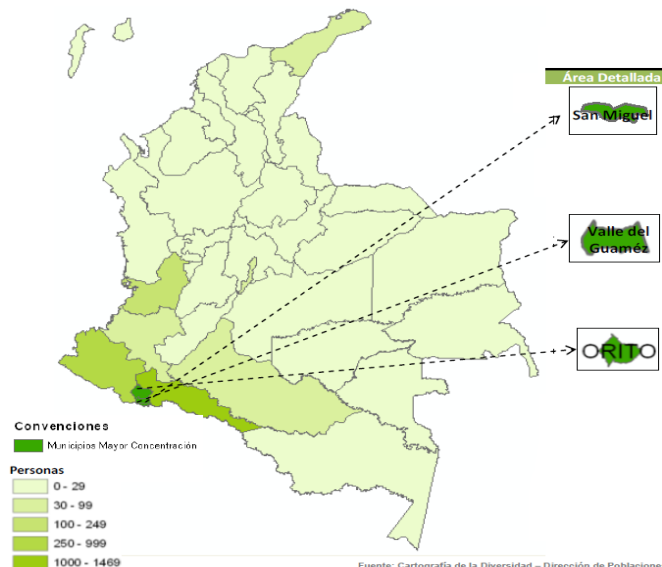 Área Detallada
San Miguel
Valle del
Guaméz
ORITO
Convenciones
Municipios Mayor Concentración
Personas
0 - 29
30 - 99
100 - 249
250 - 999
1000 - 1469
Fuente: Cartografía de la Diversidad – Dirección de Poblacione